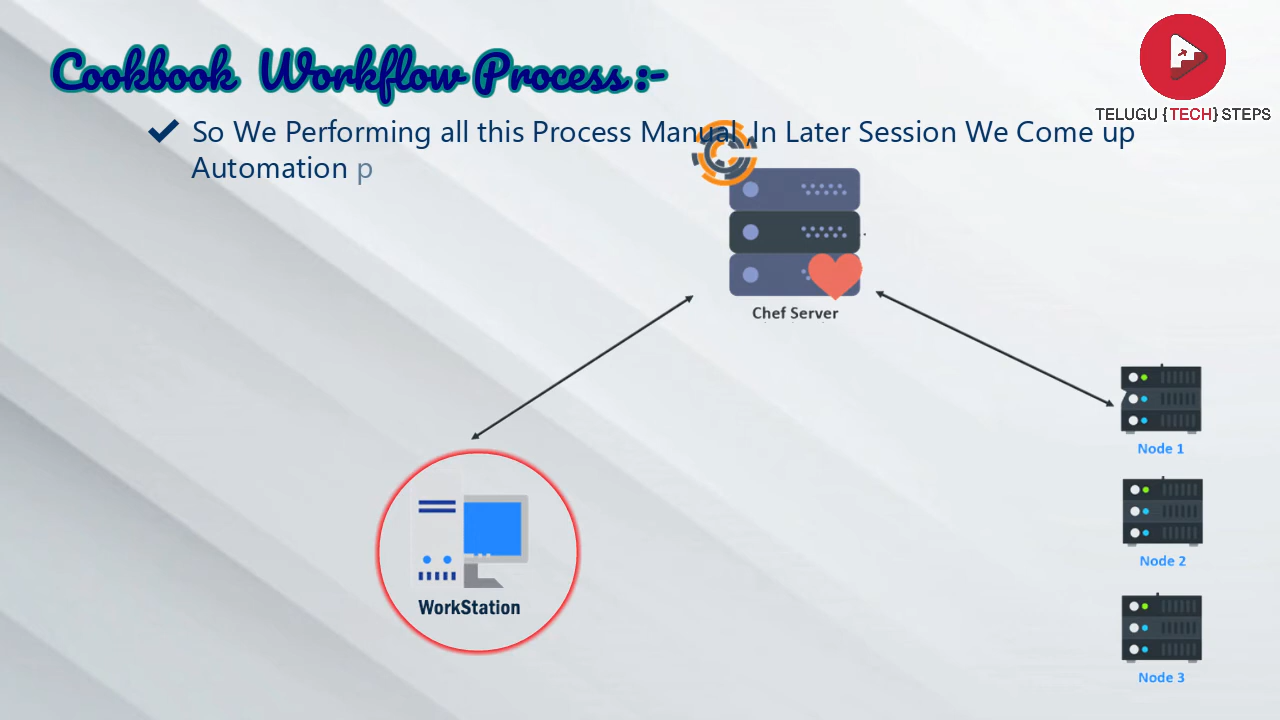 Cookbook Workflow Process :-
TELUGU {TECH} STEPS
So We Performing all this Process Manual, In Later Session We Come up
Automation p
Chef Server
Node 1
Node 2
WorkStation
Node 3